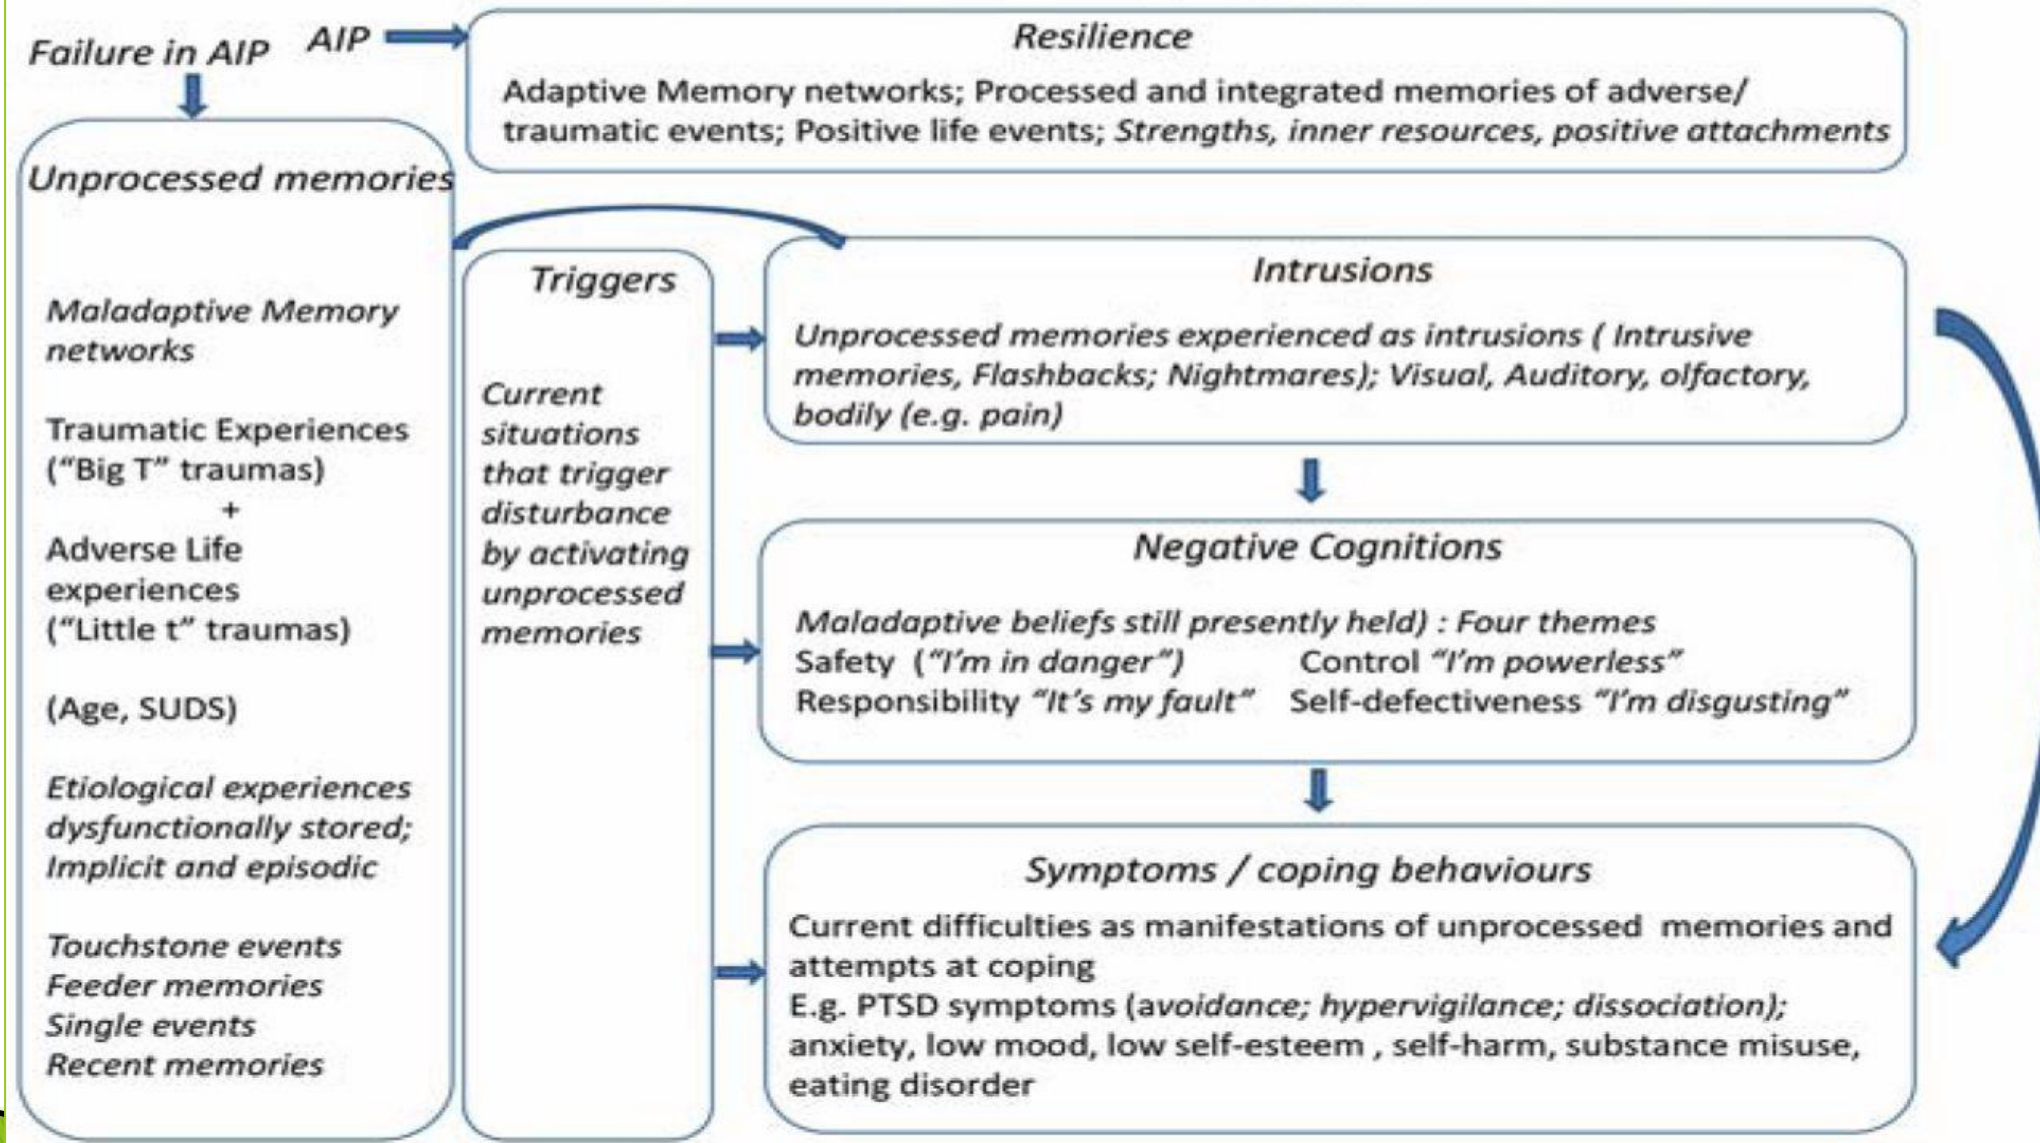 Failure in AIP
AIP
Resilience
Adaptive Memory networks; Processed and integrated memories of adverse/
traumatic events; Positive life events; Strengths, inner resources, positive attachments
Unprocessed memories
Maladaptive Memory
networks
Traumatic Experiences
(“Big T” traumas)
+
Adverse Life
experiences
(“Little t” traumas)
(Age, SUDS)
Etiological experiences
dysfunctionally stored;
Implicit and episodic
Touchstone events
Feeder memories
Single events
Recent memories
Triggers
Current
situations
that trigger
disturbance
by activating
unprocessed
memories
Intrusions
Unprocessed memories experienced as intrusions ( Intrusive
memories, Flashbacks; Nightmares); Visual, Auditory, olfactory,
bodily (e.g. pain)
Negative Cognitions
Maladaptive beliefs still presently held) : Four themes
Safety (“I’m in danger”) Control “I’m powerless”
Responsibility “It’s my fault” Self-defectiveness “I’m disgusting”
Symptoms / coping behaviours
Current difficulties as manifestations of unprocessed memories and
attempts at coping
E.g. PTSD symptoms (avoidance; hypervigilance; dissociation);
anxiety, low mood, low self-esteem , self-harm, substance misuse,
eating disorder